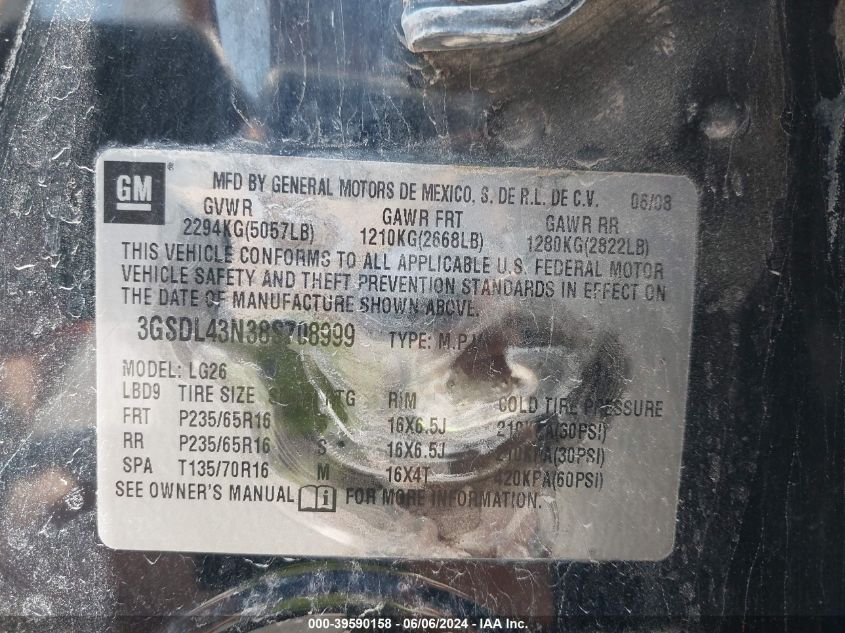 GM ®
MFD BY GENERAL MOTORS DE MEXICO, S. DE R.L. DE C.V. 06/08
GVWR GAWR FRT GAWR RR
2294KG(5057LB) 1210KG(2668LB) 1280KG(2822LB)
THIS VEHICLE CONFORMS TO ALL APPLICABLE U.S. FEDERAL MOTOR
VEHICLE SAFETY AND THEFT PREVENTION STANDARDS IN EFFECT ON
THE DATE OF MANUFACTURE SHOWN ABOVE.
3GSDL43N38S708999 TYPE:
MODEL: LG26
LBD9 TIRE SIZE RIM COLD TIRE PRESSURE
FRT P235/65R16 16X6.5J 210KPA(30PSI)
RR P235/65R16 S 16X6.5J 210KPA(30PSI)
SPA T135/70R16 M 16X4T 420KPA(60PSI)
SEE OWNER'S MANUAL FOR MORE INFORMATION.
000-39590158 - 06/06/2024 - IAA Inc.